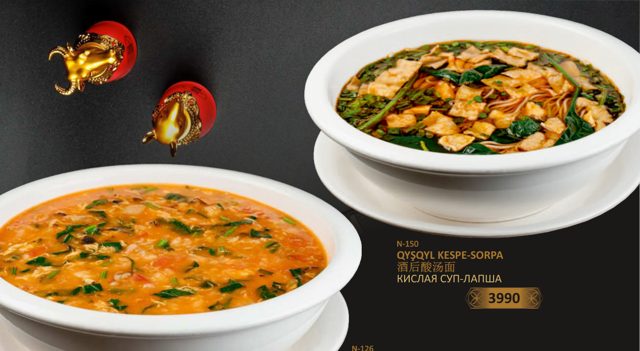 N-150
QYŞQYL KESPE-SORPA
酒后酸汤面
КИСЛАЯ СУП-ЛАПША
3990
N-126